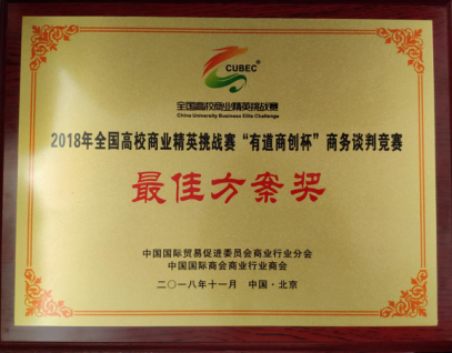 CUBEC
全国高校商业精英挑战赛
China University Business Elite Challenge
2018年全国高校商业精英挑战赛“有道商创杯”商务谈判竞赛
最佳方案奖
中国国际贸易促进委员会商业行业分会
中国国际商会商业行业商会
二〇一八年十一月 中国·北京